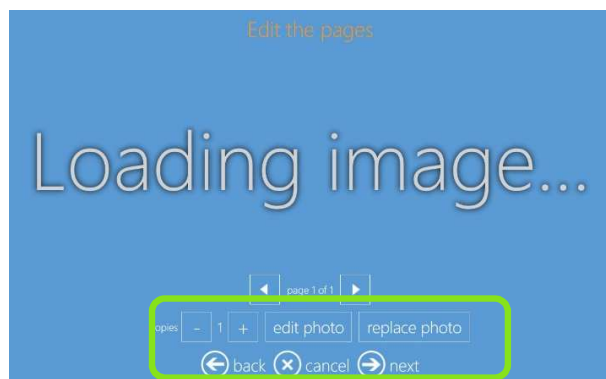 Edit the pages
Loading image...
page 1 of 1
opies - 1 + edit photo replace photo
back cancel next